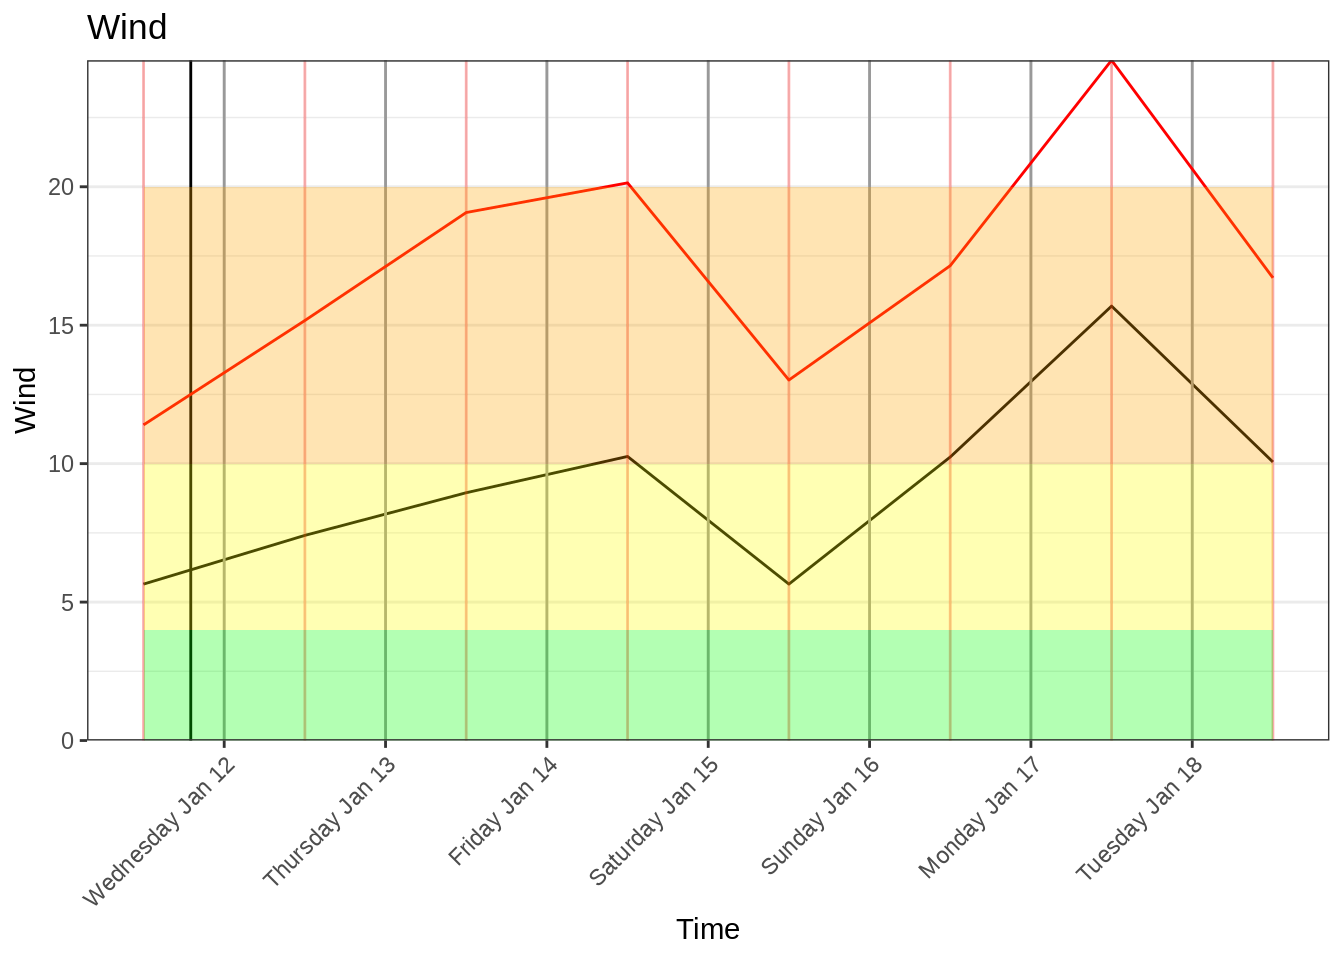 Wind
20
15
10
5
0
Wind
Wednesday Jan 12
Thursday Jan 13
Friday Jan 14
Saturday Jan 15
Sunday Jan 16
Monday Jan 17
Tuesday Jan 18
Time